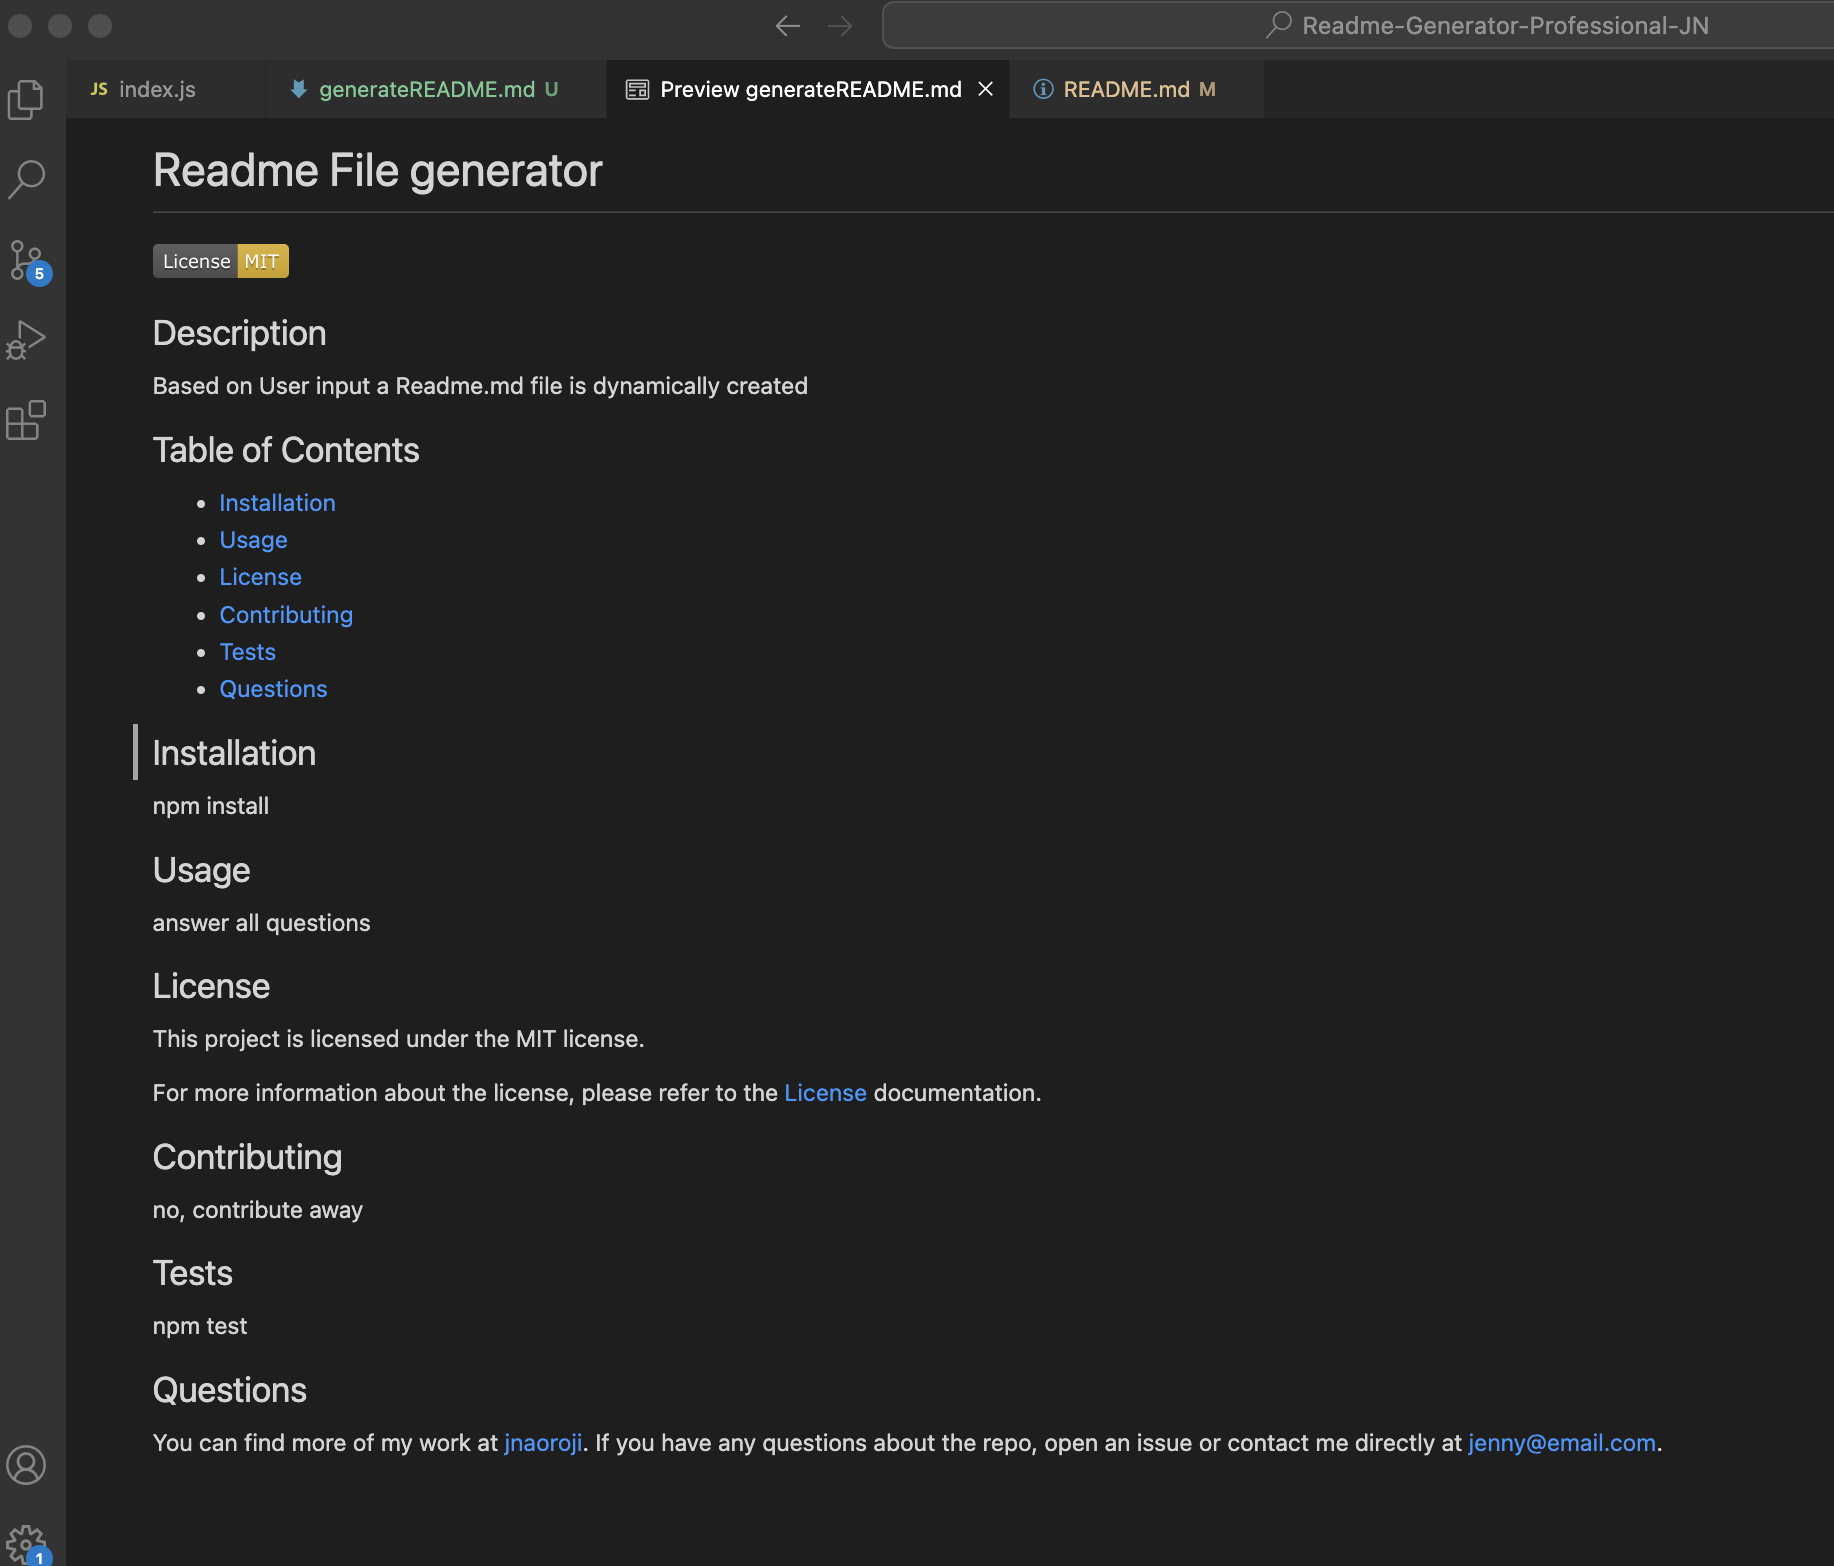 Readme-Generator-Professional-JN
JS index.js
generateREADME.md U
Preview generateREADME.md
README.md M
Readme File generator
License MIT
5
Description
Based on User input a Readme.md file is dynamically created
Table of Contents
Installation
Usage
License
Contributing
Tests
Questions
Installation
npm install
Usage
answer all questions
License
This project is licensed under the MIT license.
For more information about the license, please refer to the License documentation.
Contributing
no, contribute away
Tests
npm test
Questions
You can find more of my work at jnaoroji. If you have any questions about the repo, open an issue or contact me directly at jenny@email.com.
1